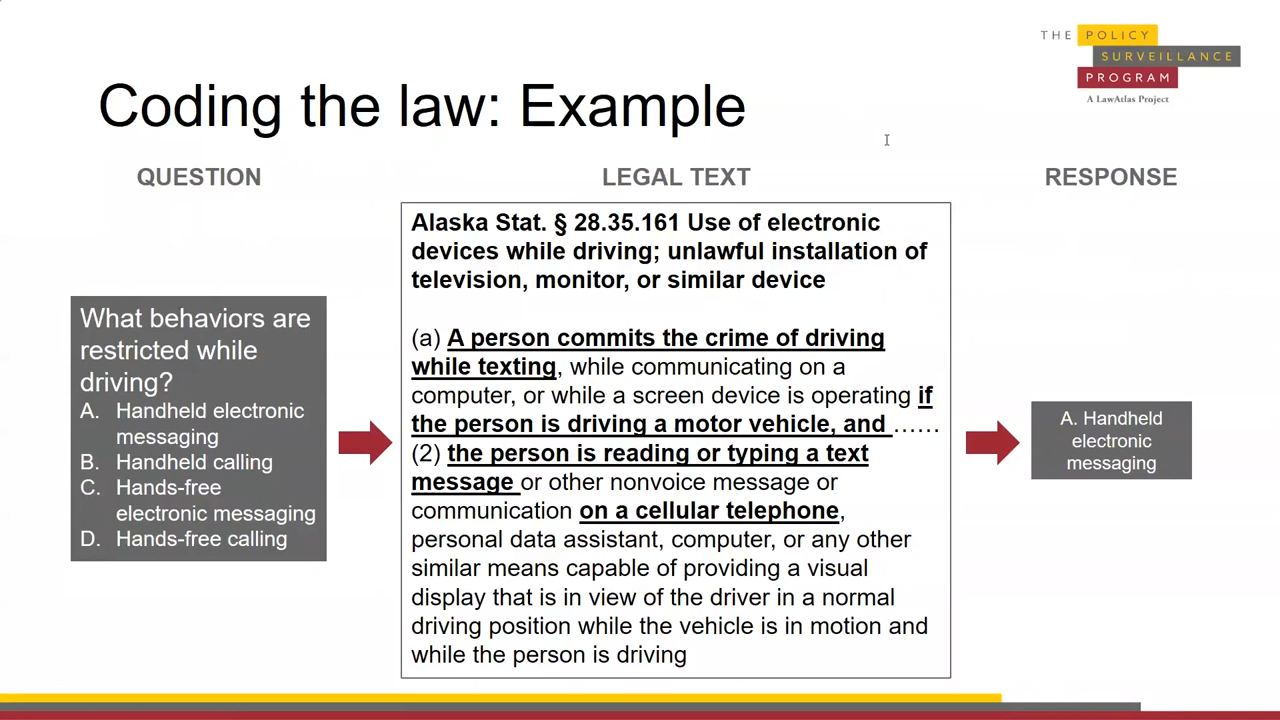 THE POLICY
SURVEILLANCE
PROGRAM
A LawAtlas Project
Coding the law: Example
QUESTION
LEGAL TEXT
RESPONSE
What behaviors are
restricted while
driving?
A. Handheld electronic
messaging
B. Handheld calling
C. Hands-free
electronic messaging
D. Hands-free calling
Alaska Stat. § 28.35.161 Use of electronic
devices while driving; unlawful installation of
television, monitor, or similar device
(a) A person commits the crime of driving
while texting, while communicating on a
computer, or while a screen device is operating if
the person is driving a motor vehicle, and ……
(2) the person is reading or typing a text
message or other nonvoice message or
communication on a cellular telephone,
personal data assistant, computer, or any other
similar means capable of providing a visual
display that is in view of the driver in a normal
driving position while the vehicle is in motion and
while the person is driving
A. Handheld
electronic
messaging